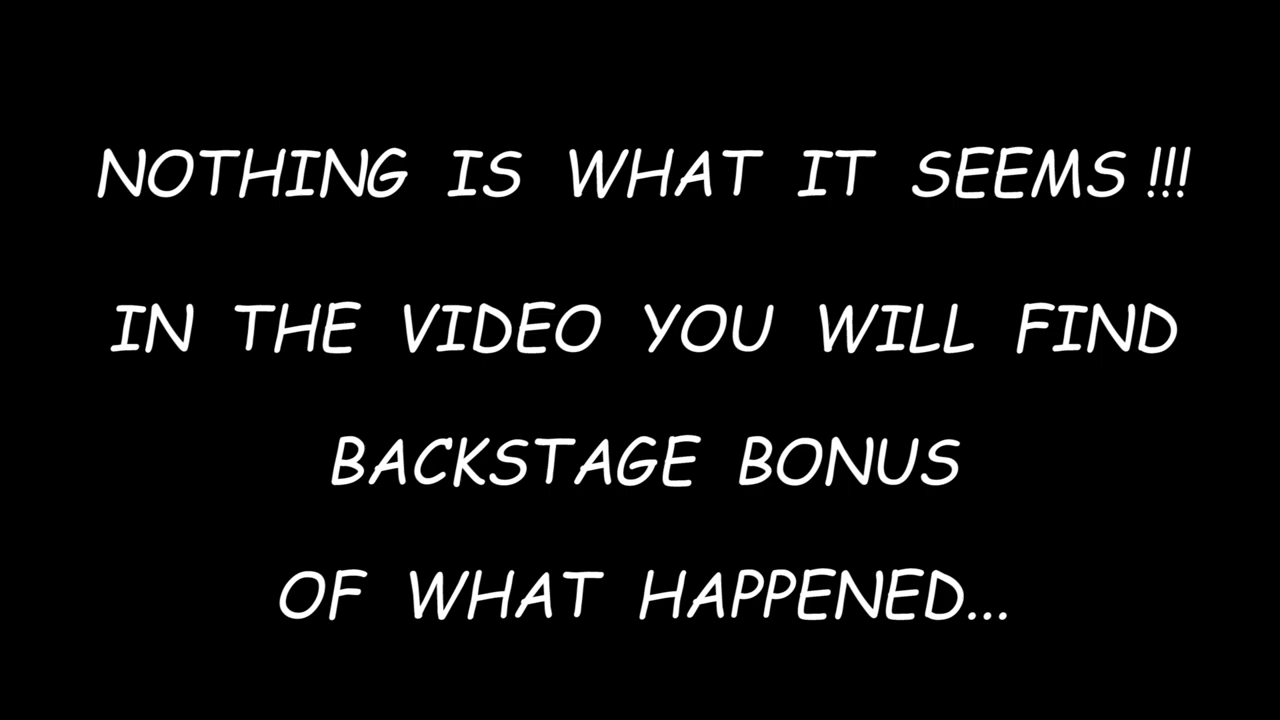 NOTHING IS WHAT IT SEEMS !!!
IN THE VIDEO YOU WILL FIND
BACKSTAGE BONUS
OF WHAT HAPPENED...